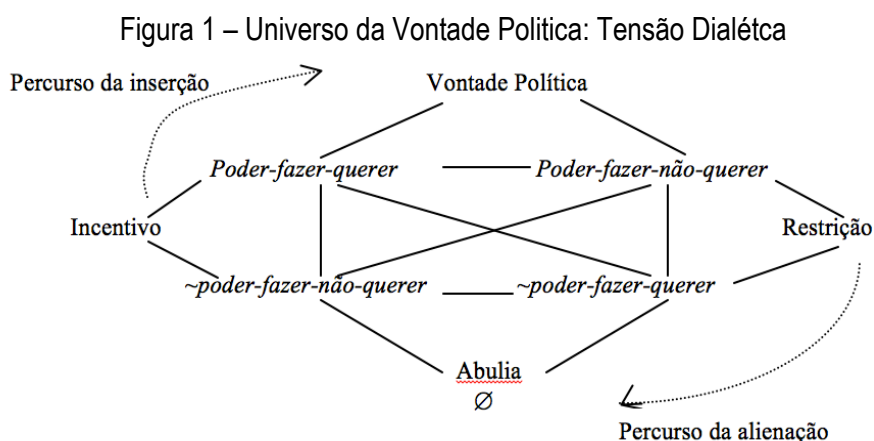 Figura 1 – Universo da Vontade Politica: Tensão Dialétca
Percurso da inserção
Vontade Política
Poder-fazer-querer
Poder-fazer-não-querer
Incentivo
Restrição
~poder-fazer-não-querer
~poder-fazer-querer
Abulia
∅
Percurso da alienação